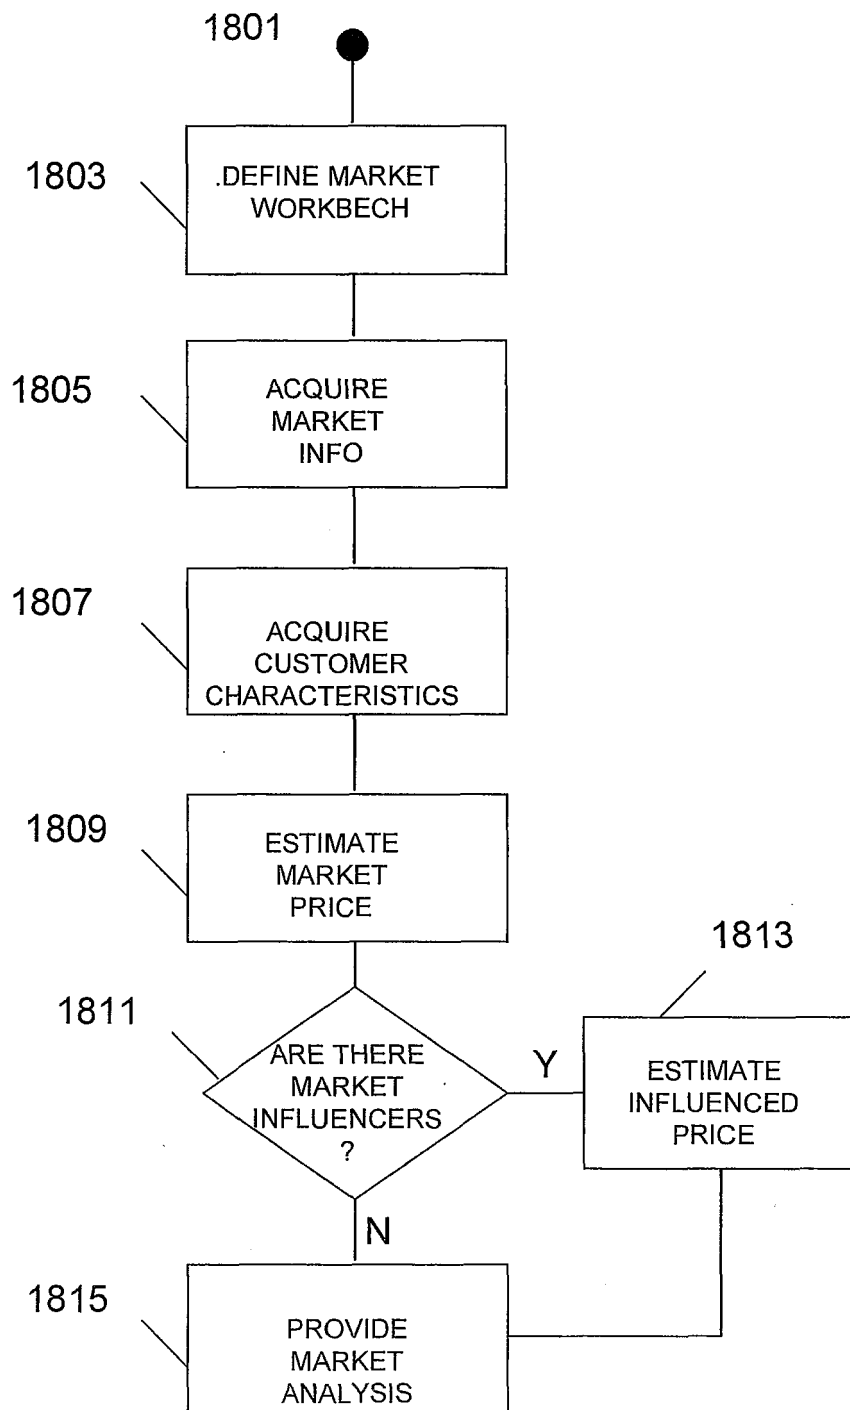 1801
1803
.DEFINE MARKET
WORKBECH
1805
ACQUIRE
MARKET
INFO
1807
ACQUIRE
CUSTOMER
CHARACTERISTICS
1809
ESTIMATE
MARKET
PRICE
1811
ARE THERE
MARKET
INFLUENCERS
?
Y
1813
ESTIMATE
INFLUENCED
PRICE
N
1815
PROVIDE
MARKET
ANALYSIS